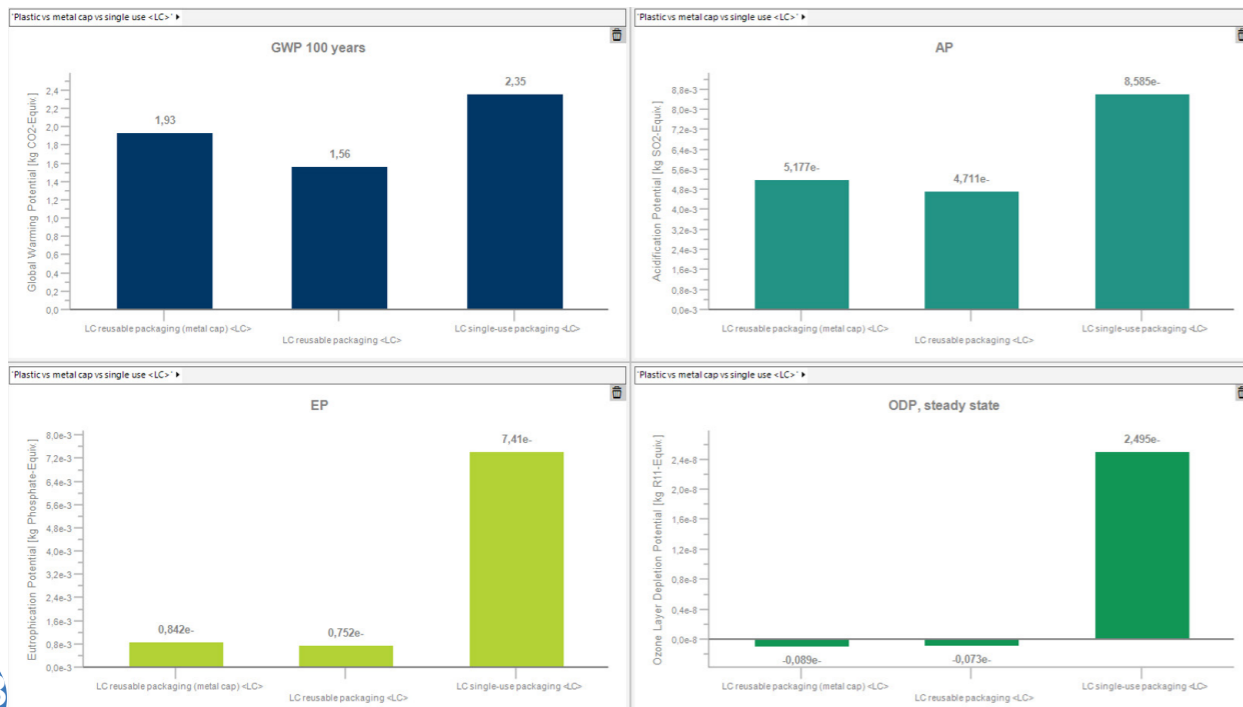 'Plastic vs metal cap vs single use <LC>'
GWP 100 years
Global Warming Potential [kg CO2-Equiv.]
2,4
2,2
2,0
1,8
1,6
1,4
1,2
1,0
0,8
0,6
0,4
0,2
0,0
1,93
1,56
2,35
LC reusable packaging (metal cap) <LC>
LC reusable packaging <LC>
LC single-use packaging <LC>
'Plastic vs metal cap vs single use <LC>'
AP
Acidification Potential [kg SO2-Equiv.]
8,8e-3
8,0e-3
7,2e-3
6,4e-3
5,6e-3
4,8e-3
4,0e-3
3,2e-3
2,4e-3
1,6e-3
0,8e-3
0,0e-3
5,177e-
4,711e-
8,585e-
LC reusable packaging (metal cap) <LC>
LC reusable packaging <LC>
LC single-use packaging <LC>
'Plastic vs metal cap vs single use <LC>'
EP
Eutrophication Potential [kg Phosphate-Equiv.]
8,0e-3
7,2e-3
6,4e-3
5,6e-3
4,8e-3
4,0e-3
3,2e-3
2,4e-3
1,6e-3
0,8e-3
0,0e-3
0,842e-
0,752e-
7,41e-
LC reusable packaging (metal cap) <LC>
LC reusable packaging <LC>
LC single-use packaging <LC>
'Plastic vs metal cap vs single use <LC>'
ODP, steady state
Ozone Layer Depletion Potential [kg R11-Equiv.]
2,4e-8
2,0e-8
1,6e-8
1,2e-8
0,8e-8
0,4e-8
0,0e-8
-0,089e-
-0,073e-
2,495e-
LC reusable packaging (metal cap) <LC>
LC reusable packaging <LC>
LC single-use packaging <LC>